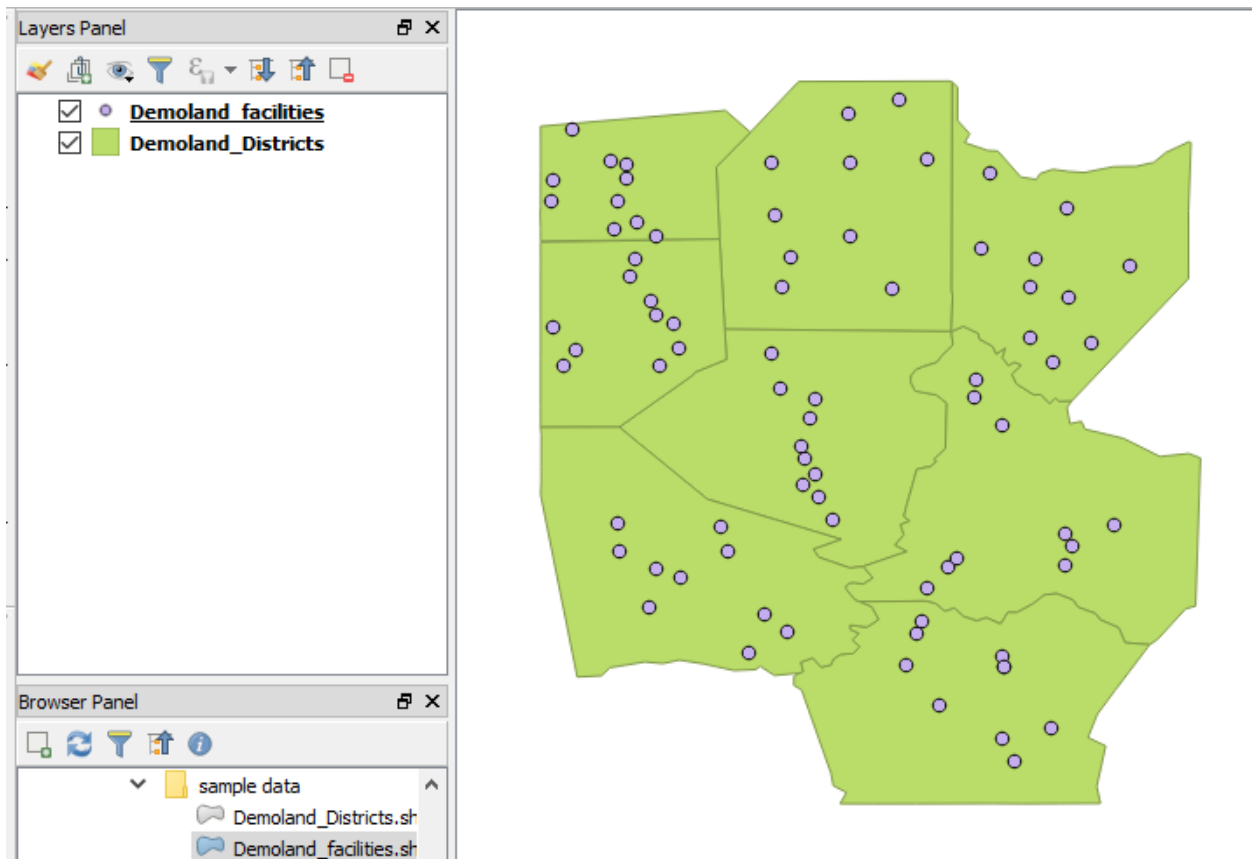 Layers Panel
Demoland_facilities
Demoland_Districts
Browser Panel
sample data
Demoland_Districts.sh
Demoland_facilities.sh